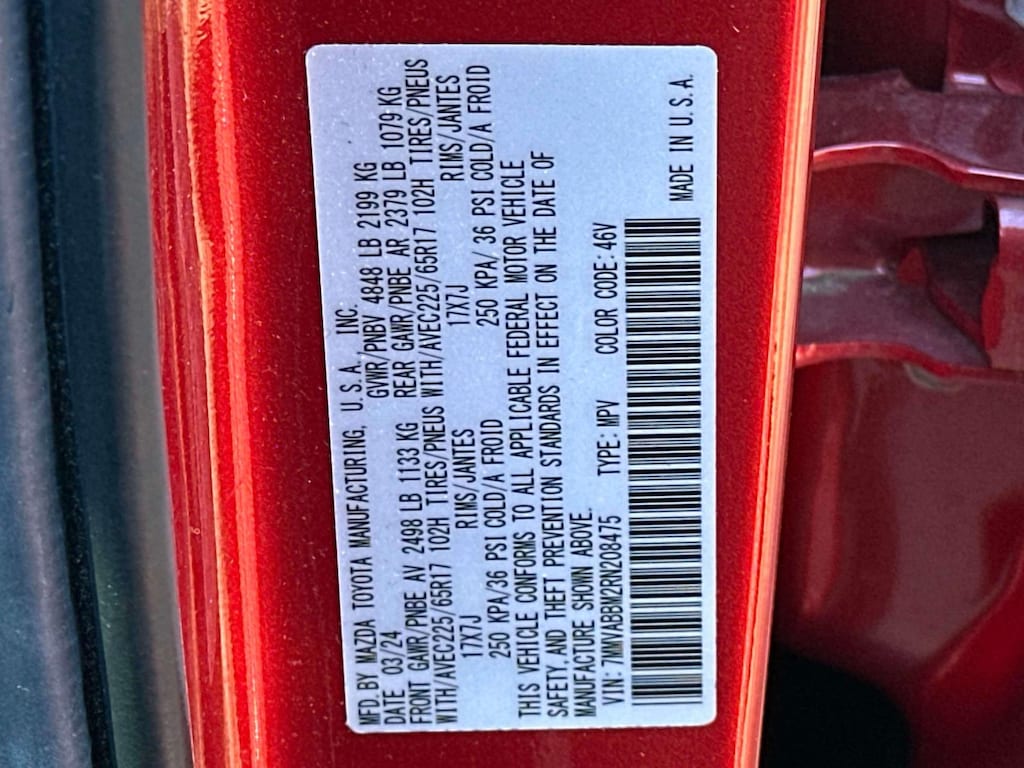 MFD. BY MAZDA TOYOTA MANUFACTURING, U.S.A., INC.
DATE 03/24 GVWR/PNBV 4848 LB 2199 KG
FRONT GAWR/PNBE AV 2498 LB 1133 KG REAR GAWR/PNBE AR 2379 LB 1079 KG
WITH/AVEC225/65R17 102H TIRES/PNEUS WITH/AVEC225/65R17 102H TIRES/PNEUS
17X7J RIMS/JANTES 17X7J RIMS/JANTES
250 KPA/36 PSI COLD/A FROID 250 KPA/36 PSI COLD/A FROID
THIS VEHICLE CONFORMS TO ALL APPLICABLE FEDERAL MOTOR VEHICLE
SAFETY, AND THEFT PREVENTION STANDARDS IN EFFECT ON THE DATE OF
MANUFACTURE SHOWN ABOVE.
VIN: 7MMVABBM2RN208475 TYPE: MPV COLOR CODE: 46V
MADE IN U.S.A.